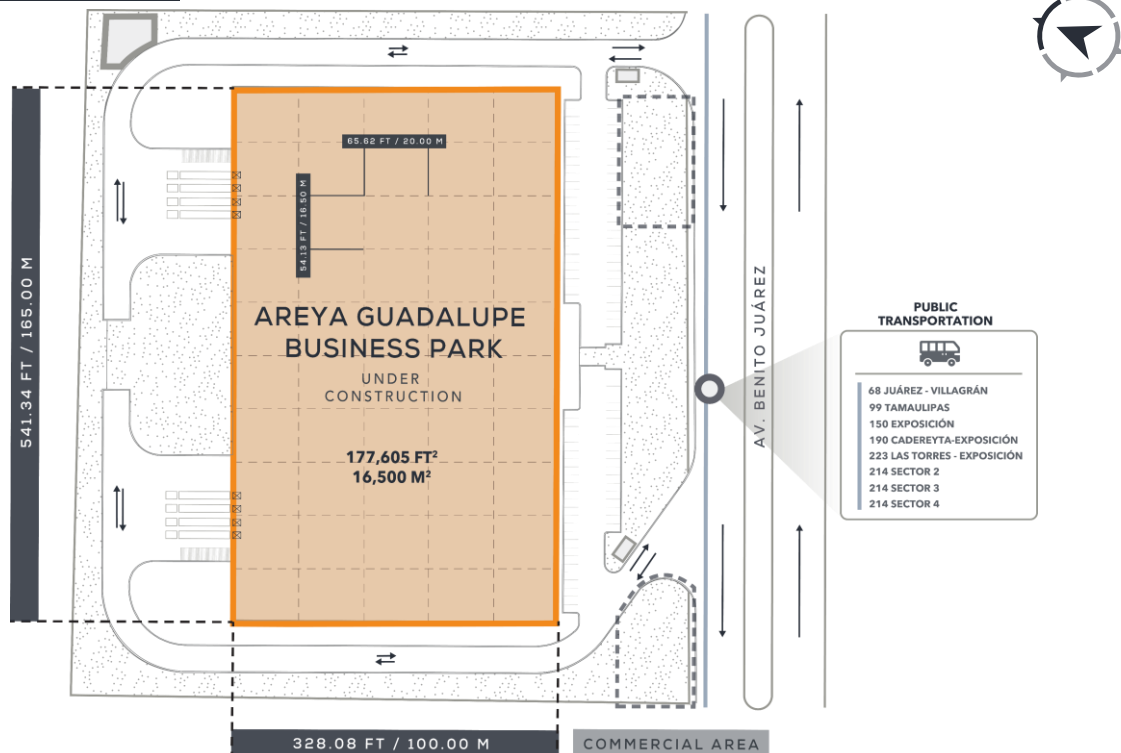 65.62 FT / 20.00 M
54.13 FT / 16.50 M
541.34 FT / 165.00 M
AREYA GUADALUPE
BUSINESS PARK
UNDER
CONSTRUCTION
177,605 FT²
16,500 M²
AV. BENITO JUÁREZ
PUBLIC
TRANSPORTATION
68 JUÁREZ - VILLAGRÁN
99 TAMAULIPAS
150 EXPOSICIÓN
190 CADEREYTA-EXPOSICIÓN
223 LAS TORRES - EXPOSICIÓN
214 SECTOR 2
214 SECTOR 3
214 SECTOR 4
328.08 FT / 100.00 M
COMMERCIAL AREA